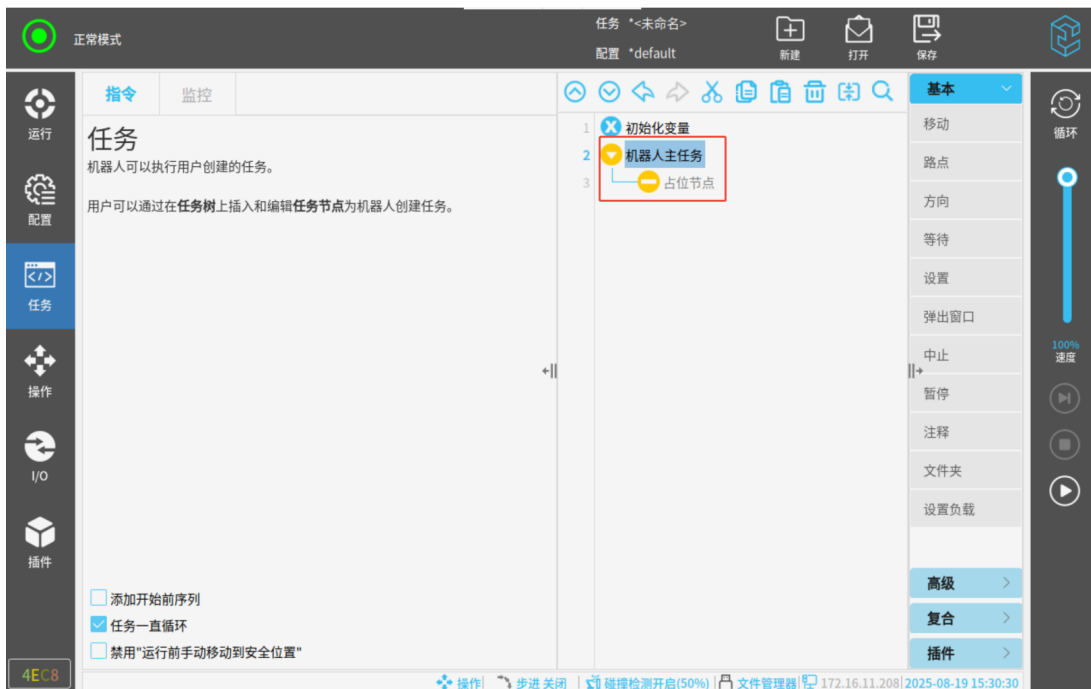 正常模式
任务 *<未命名>
配置 *default
新建
打开
保存
运行
配置
任务
操作
I/O
插件
4EC8
指令
监控
任务
机器人可以执行用户创建的任务。
用户可以通过在任务树上插入和编辑任务节点为机器人创建任务。
添加开始前序列
任务一直循环
禁用"运行前手动移动到安全位置"
1 初始化变量
2 机器人主任务
3 占位节点
基本
移动
路点
方向
等待
设置
弹出窗口
中止
暂停
注释
文件夹
设置负载
高级
复合
插件
循环
100%
速度
操作 步进 关闭 碰撞检测开启(50%) 文件管理器 172.16.11.208 2025-08-19 15:30:30